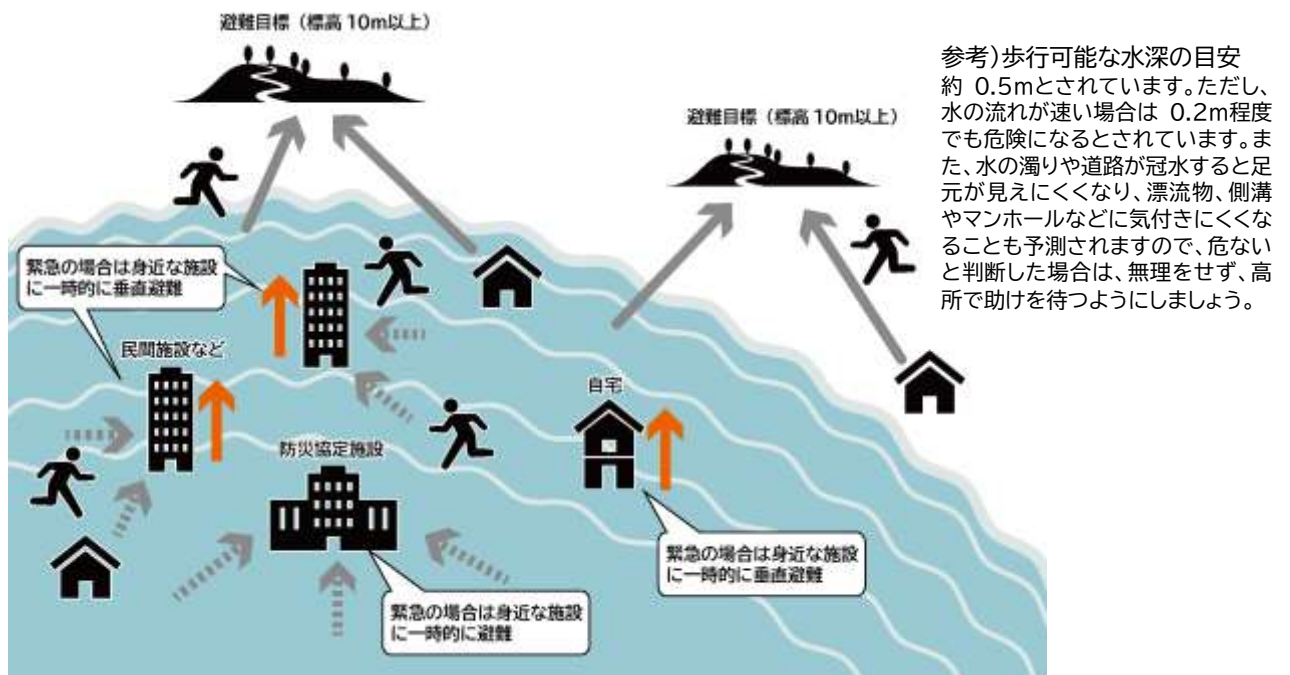 避難目標（標高10m以上）
参考）歩行可能な水深の目安
約 0.5mとされています。ただし、
水の流れが速い場合は 0.2m程度
でも危険になるとされています。ま
た、水の濁りや道路が冠水すると足
元が見えにくくなり、漂流物、側溝
やマンホールなどに気付きにくくな
ることも予測されますので、危ない
と判断した場合は、無理をせず、高
所で助けを待つようにしましょう。
避難目標（標高10m以上）
緊急の場合は身近な施設
に一時的に垂直避難
民間施設など
自宅
防災協定施設
緊急の場合は身近な施設
に一時的に垂直避難
緊急の場合は身近な施設
に一時的に避難